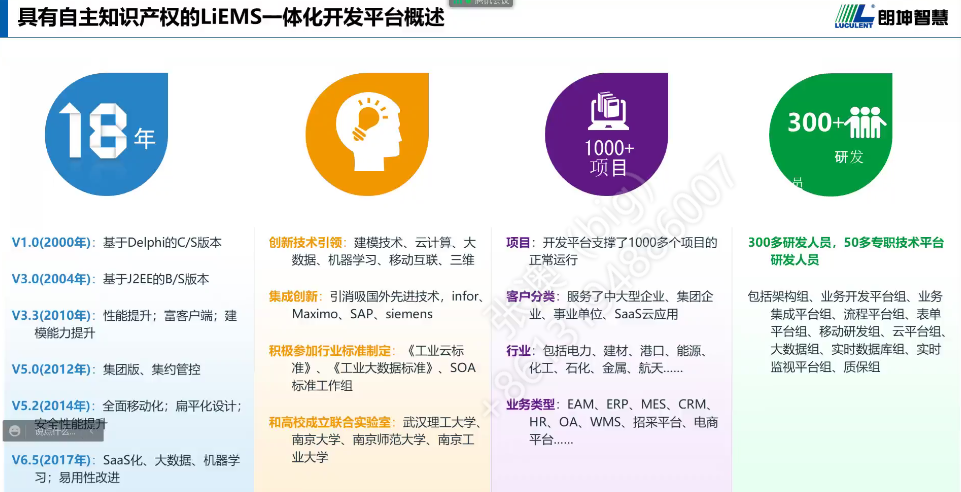 具有自主知识产权的LiEMS一体化开发平台概述
LUCULENT
朗坤智慧
18年
1000+
项目
300+
研发
员
V1.0(2000年)：基于Delphi的C/S版本
V3.0(2004年)：基于J2EE的B/S版本
V3.3(2010年)：性能提升；富客户端；建
模能力提升
V5.0(2012年)：集团版、集约管控
V5.2(2014年)：全面移动化；扁平化设计；
安全性能提升
V6.5(2017年)：SaaS化、大数据、机器学
习；易用性改进
创新技术引领：建模技术、云计算、大
数据、机器学习、移动互联、三维
集成创新：引消吸国外先进技术，infor、
Maximo、SAP、siemens
积极参加行业标准制定：《工业云标
准》、《工业大数据标准》、SOA
标准工作组
和高校成立联合实验室：武汉理工大学、
南京大学、南京师范大学、南京工
业大学
项目：开发平台支撑了1000多个项目的
正常运行
客户分类：服务了中大型企业、集团企
业、事业单位、SaaS云应用
行业：包括电力、建材、港口、能源、
化工、石化、金属、航天......
业务类型：EAM、ERP、MES、CRM、
HR、OA、WMS、招采平台、电商
平台......
300多研发人员，50多专职技术平台
研发人员
包括架构组、业务开发平台组、业务
集成平台组、流程平台组、表单
平台组、移动研发组、云平台组、
大数据组、实时数据库组、实时
监视平台组、质保组
(big)
+8613748486007